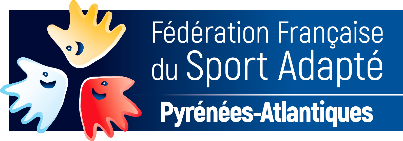 Fédération Française
du Sport Adapté
Pyrénées-Atlantiques